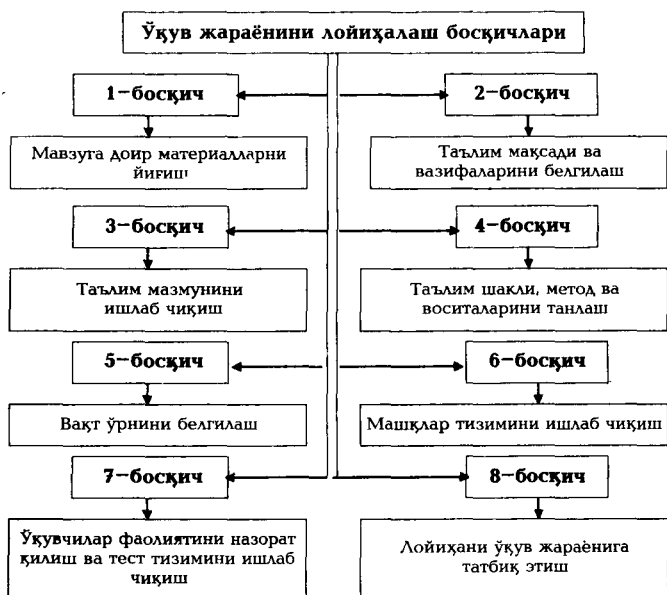 Ўқув жараёнини лойиҳалаш босқичлари
1–босқич
2–босқич
Мавзуга доир материалларни
йиғиш
Таълим мақсади ва
вазифаларини белгилаш
3–босқич
4–босқич
Таълим мазмунини
ишлаб чиқиш
Таълим шакли, метод ва
воситаларини танлаш
5–босқич
6–босқич
Вақт ўрнини белгилаш
Машқлар тизимини ишлаб чиқиш
7–босқич
8–босқич
Ўқувчилар фаолиятини назорат
қилиш ва тест тизимини ишлаб
чиқиш
Лойиҳани ўқув жараёнига
татбиқ этиш